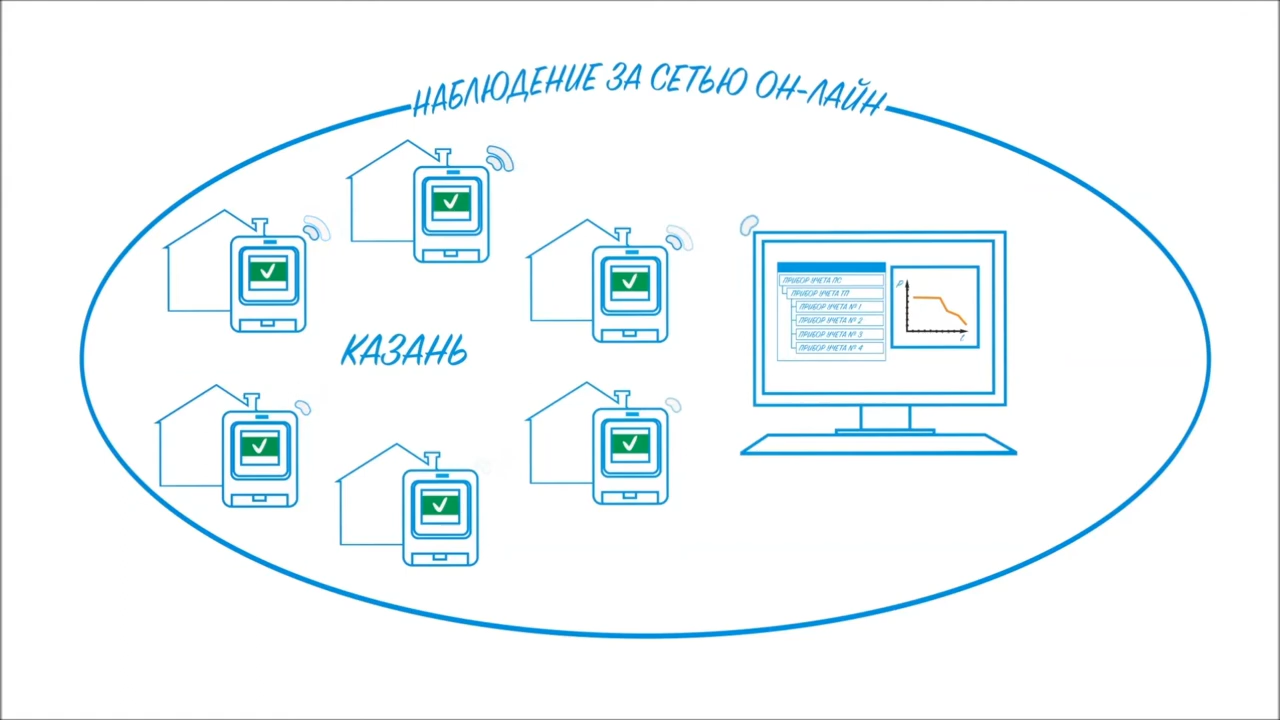 НАБЛЮДЕНИЕ ЗА СЕТЬЮ ОН-ЛАЙН
КАЗАНЬ
ПРИБОР УЧЕТА ПС
ПРИБОР УЧЕТА ТП
ПРИБОР УЧЕТА № 1
ПРИБОР УЧЕТА № 2
ПРИБОР УЧЕТА № 3
ПРИБОР УЧЕТА № 4
P
t